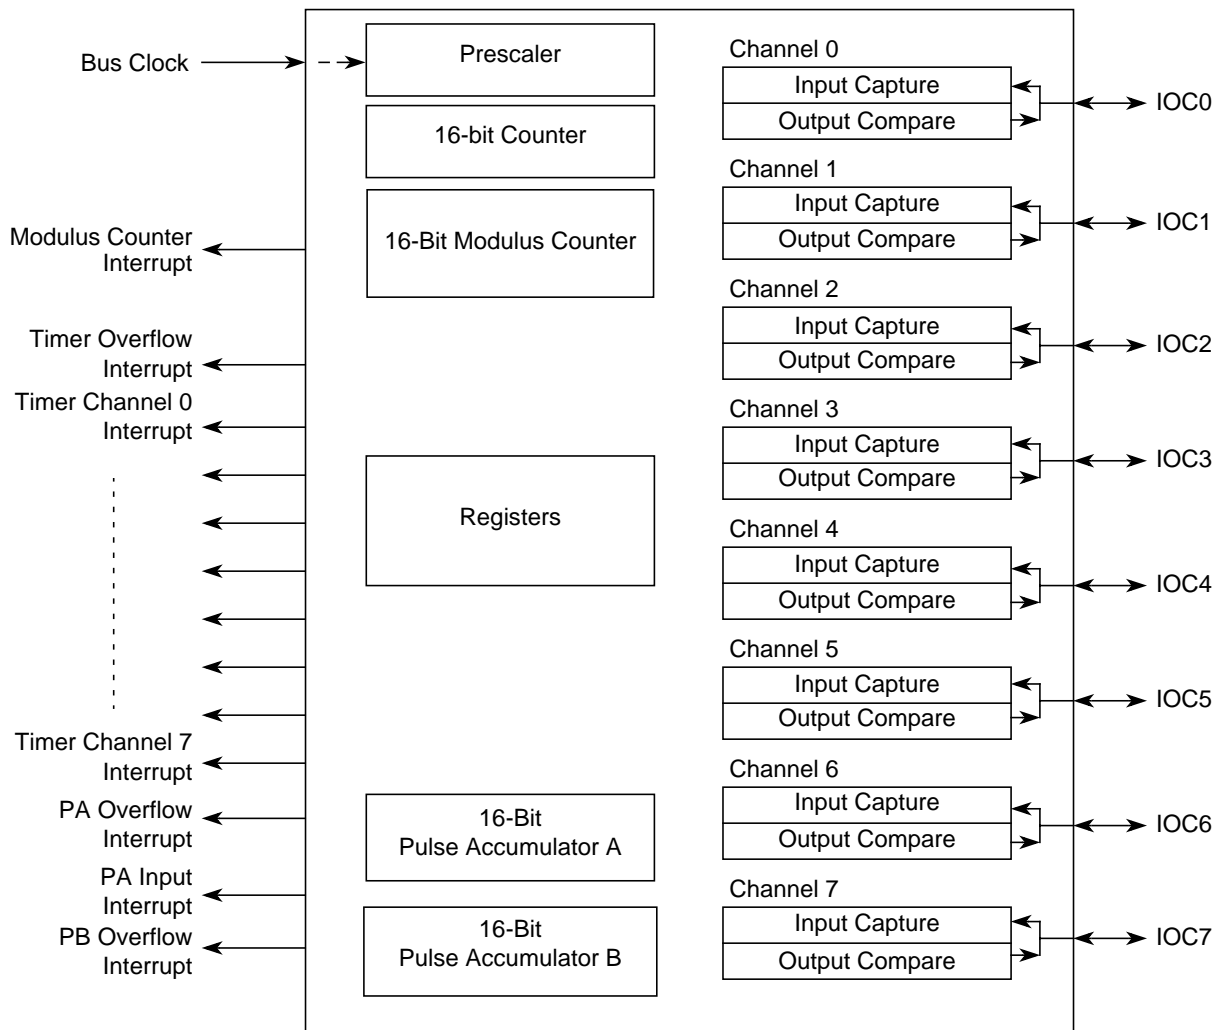 Bus Clock
Modulus Counter
Interrupt
Timer Overflow
Interrupt
Timer Channel 0
Interrupt
Timer Channel 7
Interrupt
PA Overflow
Interrupt
PA Input
Interrupt
PB Overflow
Interrupt
Prescaler
16-bit Counter
16-Bit Modulus Counter
Registers
16-Bit
Pulse Accumulator A
16-Bit
Pulse Accumulator B
Channel 0
Input Capture
Output Compare
IOC0
Channel 1
Input Capture
Output Compare
IOC1
Channel 2
Input Capture
Output Compare
IOC2
Channel 3
Input Capture
Output Compare
IOC3
Channel 4
Input Capture
Output Compare
IOC4
Channel 5
Input Capture
Output Compare
IOC5
Channel 6
Input Capture
Output Compare
IOC6
Channel 7
Input Capture
Output Compare
IOC7